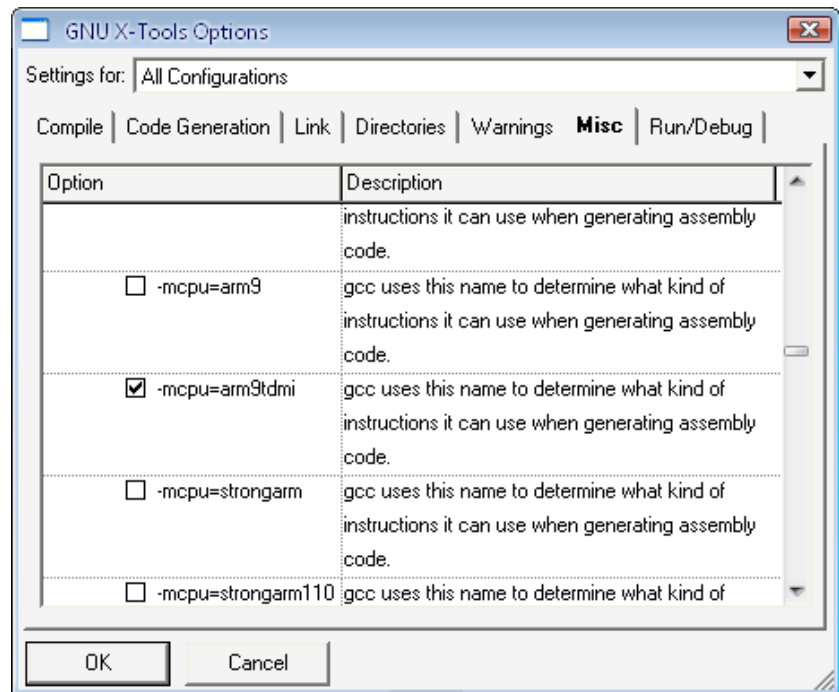 GNU X-Tools Options
Settings for: All Configurations
Compile Code Generation Link Directories Warnings Misc Run/Debug
Option Description
instructions it can use when generating assembly
code.
-mcpu=arm9 gcc uses this name to determine what kind of
instructions it can use when generating assembly
code.
-mcpu=arm9tdmi gcc uses this name to determine what kind of
instructions it can use when generating assembly
code.
-mcpu=strongarm gcc uses this name to determine what kind of
instructions it can use when generating assembly
code.
-mcpu=strongarm110 gcc uses this name to determine what kind of
OK Cancel